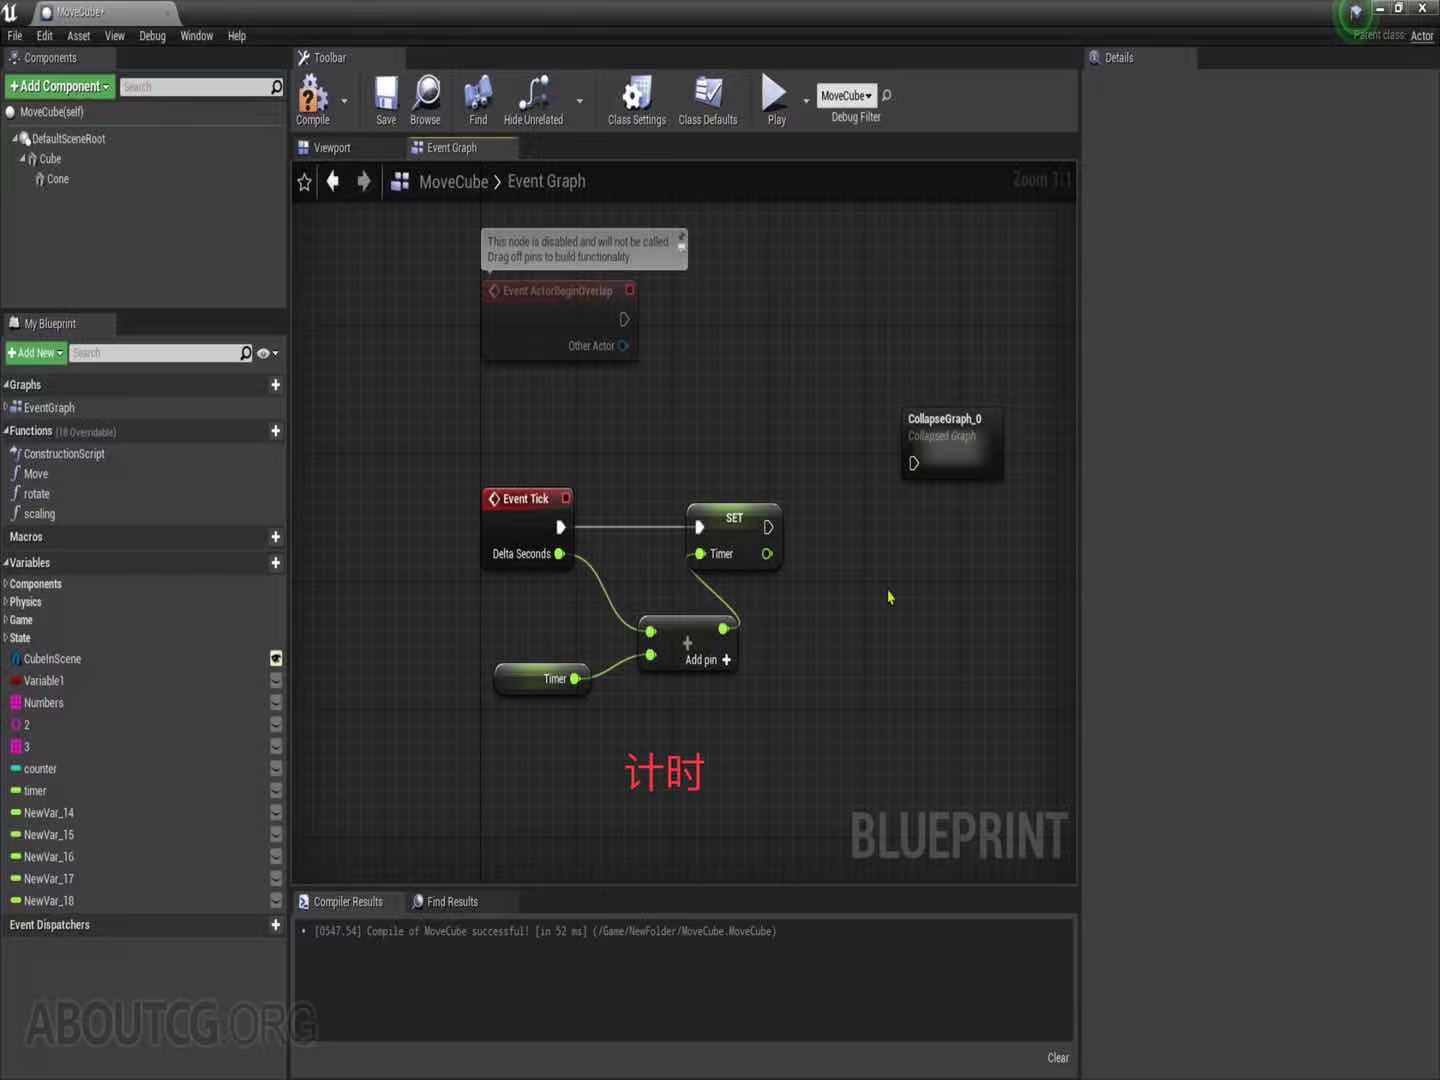 MoveCube*
File Edit Asset View Debug Window Help
Parent class: Actor
Components
+Add Component
Search
MoveCube(self)
DefaultSceneRoot
Cube
Cone
My Blueprint
+Add New
Search
Graphs
EventGraph
Functions (18 Overridable)
ConstructionScript
Move
rotate
scaling
Macros
Variables
Components
Physics
Game
State
CubeInScene
Variable1
Numbers
2
3
counter
timer
NewVar_14
NewVar_15
NewVar_16
NewVar_17
NewVar_18
Event Dispatchers
Toolbar
Compile
Save
Browse
Find
Hide Unrelated
Class Settings
Class Defaults
Play
MoveCube
Debug Filter
Viewport
Event Graph
MoveCube > Event Graph
Zoom 1:1
This node is disabled and will not be called.
Drag off pins to build functionality.
Event ActorBeginOverlap
Other Actor
CollapseGraph_0
Collapsed Graph
Event Tick
Delta Seconds
SET
Timer
Add pin +
Timer
计时
BLUEPRINT
Compiler Results
Find Results
[0547.54] Compile of MoveCube successful! [in 52 ms] (/Game/NewFolder/MoveCube.MoveCube)
Clear
Details
ABOUTCG.ORG